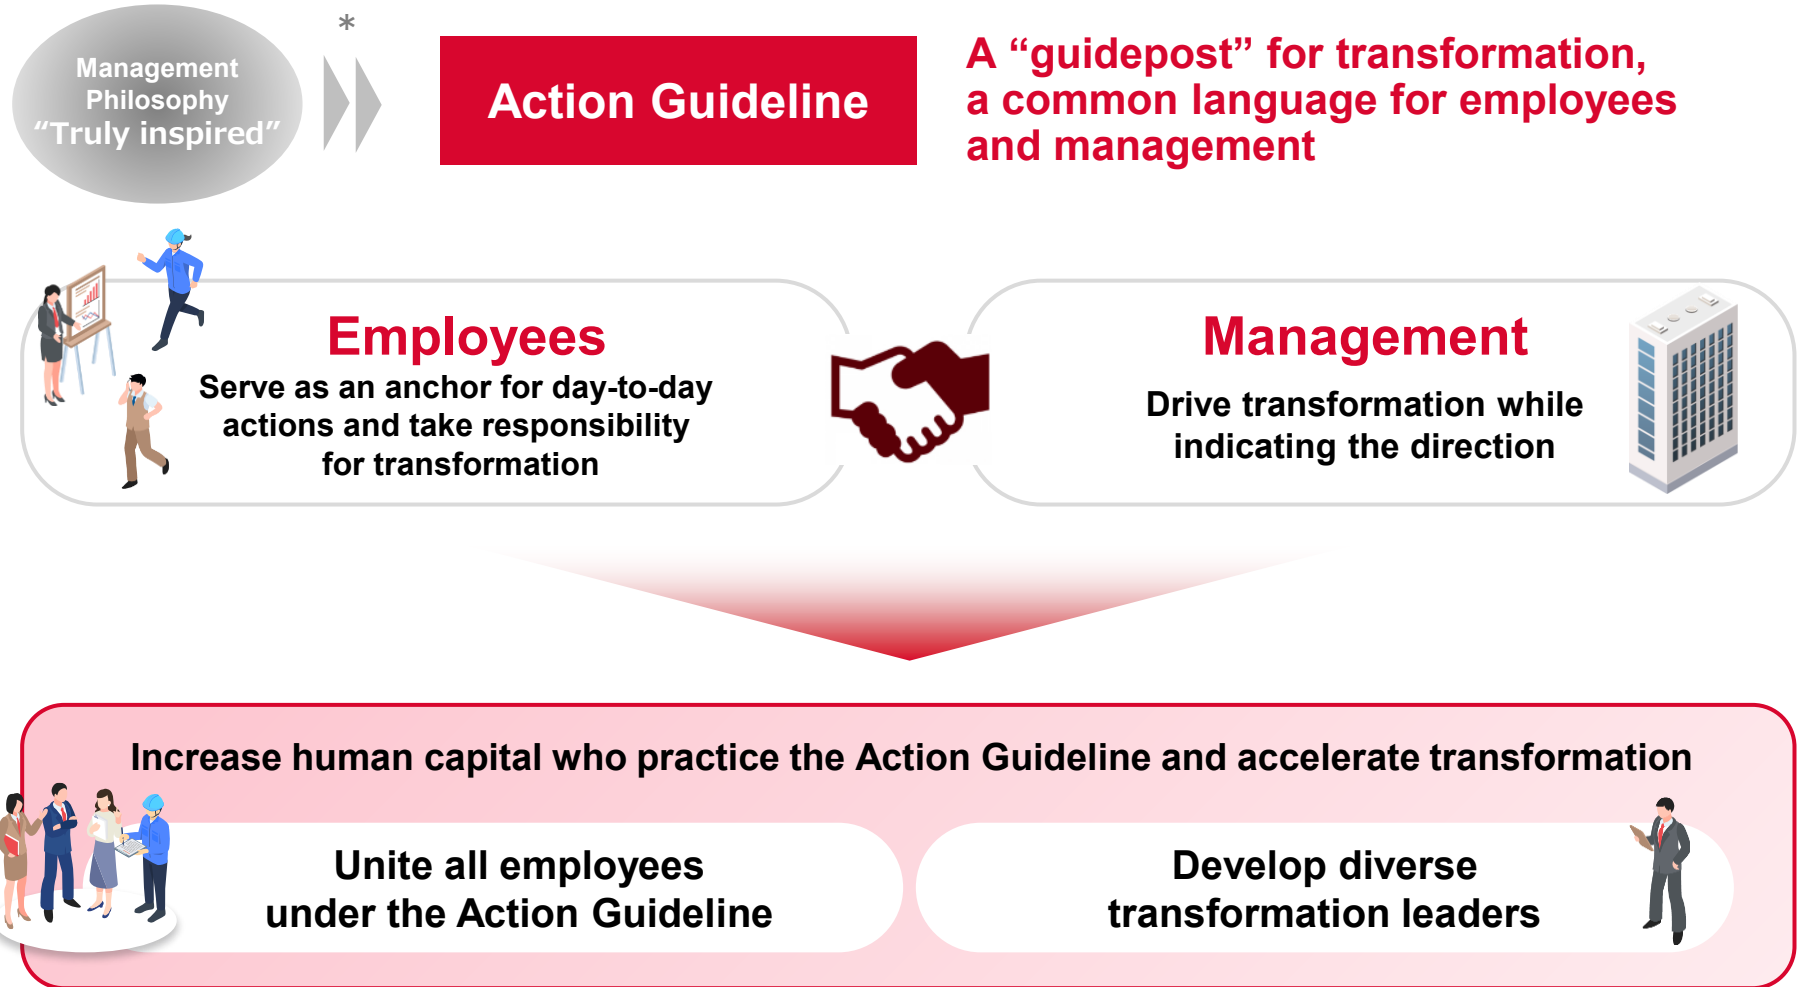 Management
Philosophy
“Truly inspired”
*
Action Guideline
A “guidepost” for transformation,
a common language for employees
and management
Employees
Serve as an anchor for day-to-day
actions and take responsibility
for transformation
Management
Drive transformation while
indicating the direction
Increase human capital who practice the Action Guideline and accelerate transformation
Unite all employees
under the Action Guideline
Develop diverse
transformation leaders